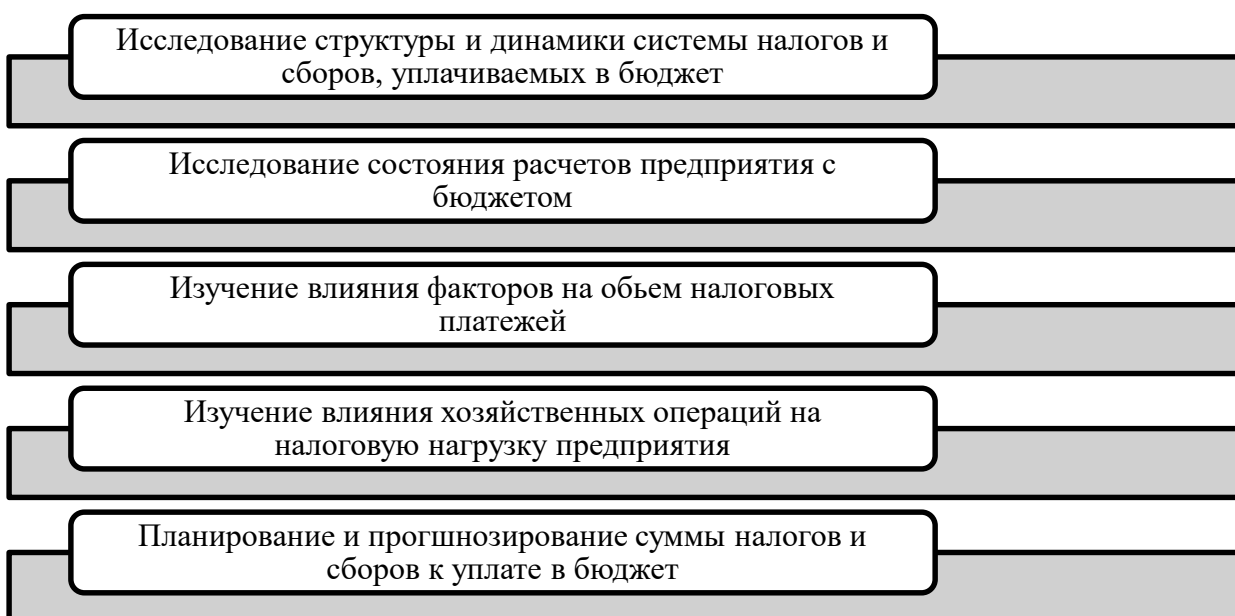 Исследование структуры и динамики системы налогов и
сборов, уплачиваемых в бюджет
Исследование состояния расчетов предприятия с
бюджетом
Изучение влияния факторов на обьем налоговых
платежей
Изучение влияния хозяйственных операций на
налоговую нагрузку предприятия
Планирование и прогшнозирование суммы налогов и
сборов к уплате в бюджет